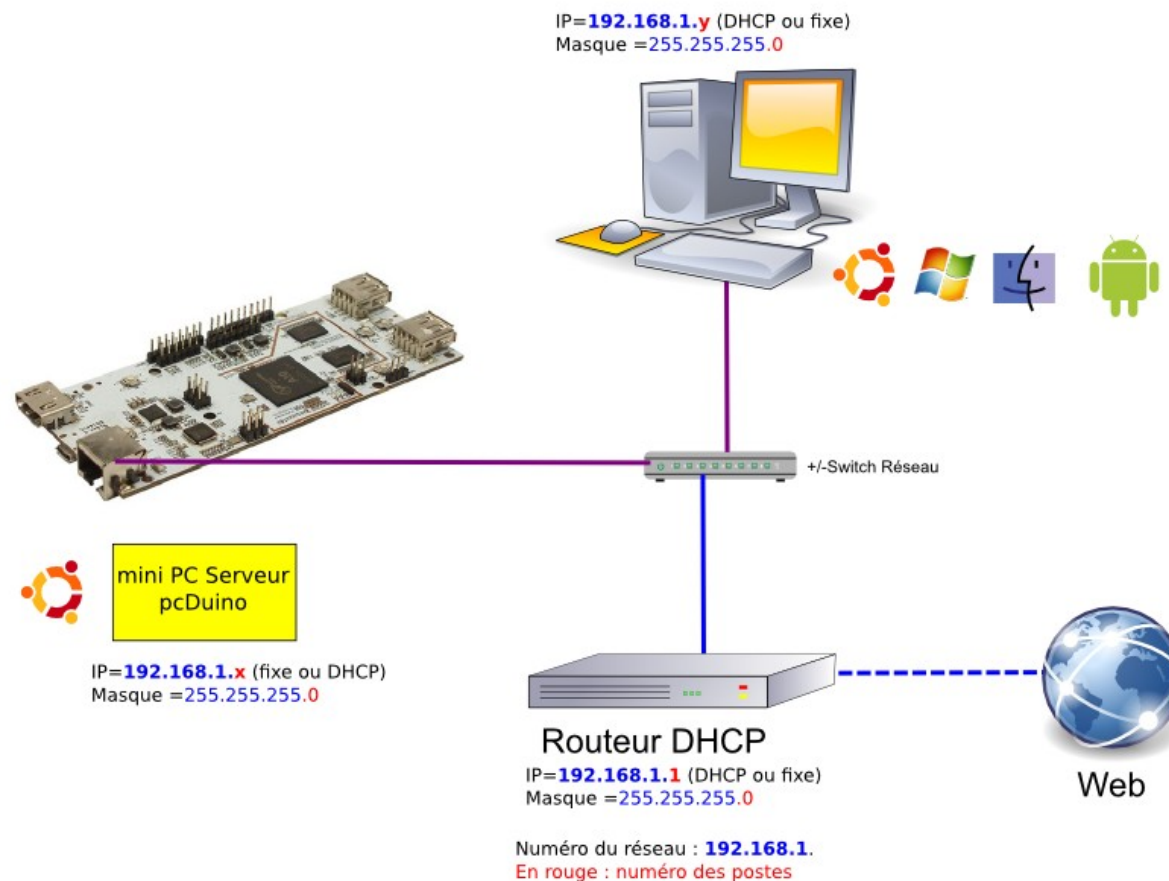 IP=192.168.1.y (DHCP ou fixe)
Masque =255.255.255.0
+/-Switch Réseau
mini PC Serveur
pcDuino
IP=192.168.1.x (fixe ou DHCP)
Masque =255.255.255.0
Routeur DHCP
IP=192.168.1.1 (DHCP ou fixe)
Masque =255.255.255.0
Web
Numéro du réseau : 192.168.1.
En rouge : numéro des postes